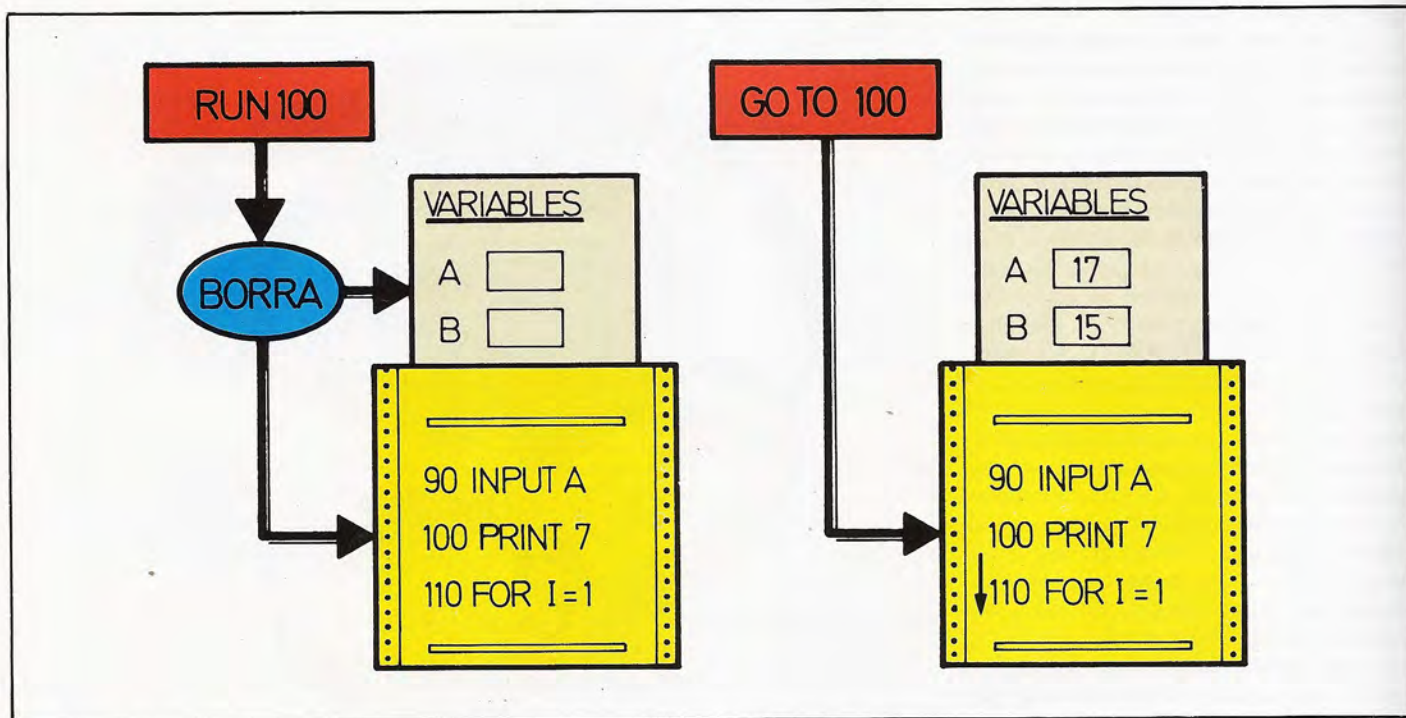 RUN 100
BORRA
VARIABLES
A
B
90 INPUT A
100 PRINT 7
110 FOR I = 1
GO TO 100
VARIABLES
A 17
B 15
90 INPUT A
100 PRINT 7
110 FOR I = 1